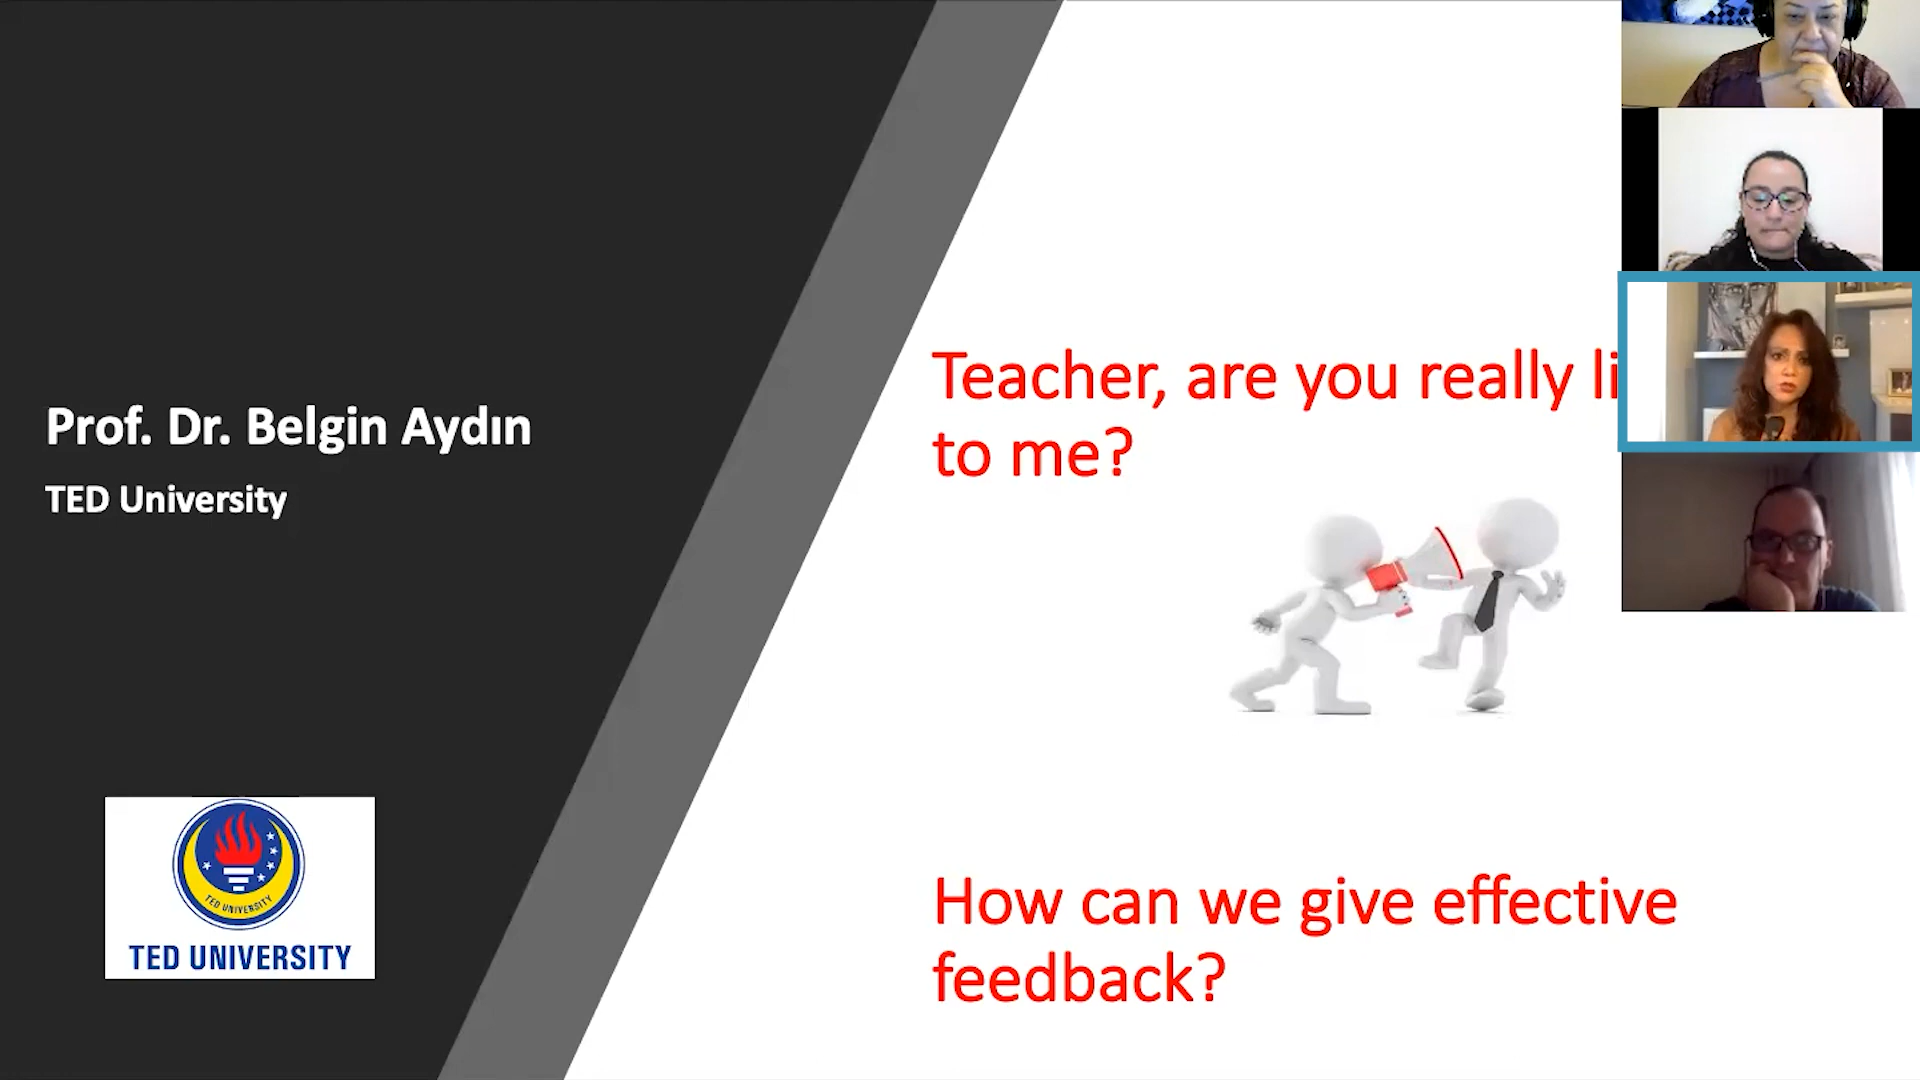 Prof. Dr. Belgin Aydın
TED University
TED UNIVERSITY
TED UNIVERSITY
Teacher, are you really li
to me?
How can we give effective
feedback?